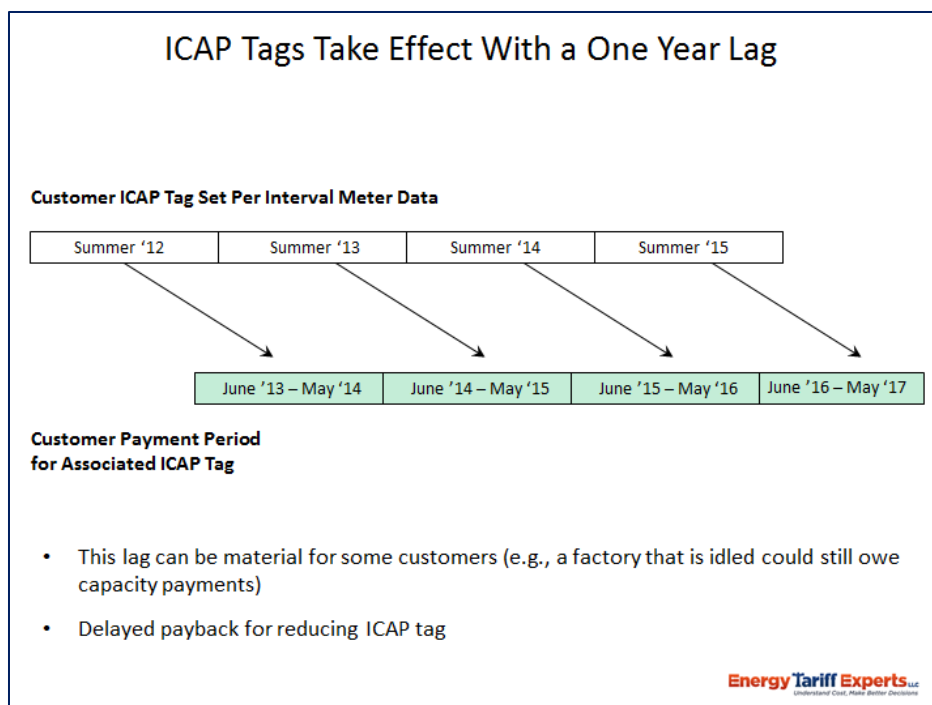 ICAP Tags Take Effect With a One Year Lag
Customer ICAP Tag Set Per Interval Meter Data
Summer ‘12
Summer ‘13
Summer ‘14
Summer ‘15
June ’13 – May ‘14
June ’14 – May ‘15
June ’15 – May ‘16
June ’16 – May ‘17
Customer Payment Period
for Associated ICAP Tag
• This lag can be material for some customers (e.g., a factory that is idled could still owe
capacity payments)
• Delayed payback for reducing ICAP tag
Energy Tariff Experts LLC
Understand Cost, Make Better Decisions